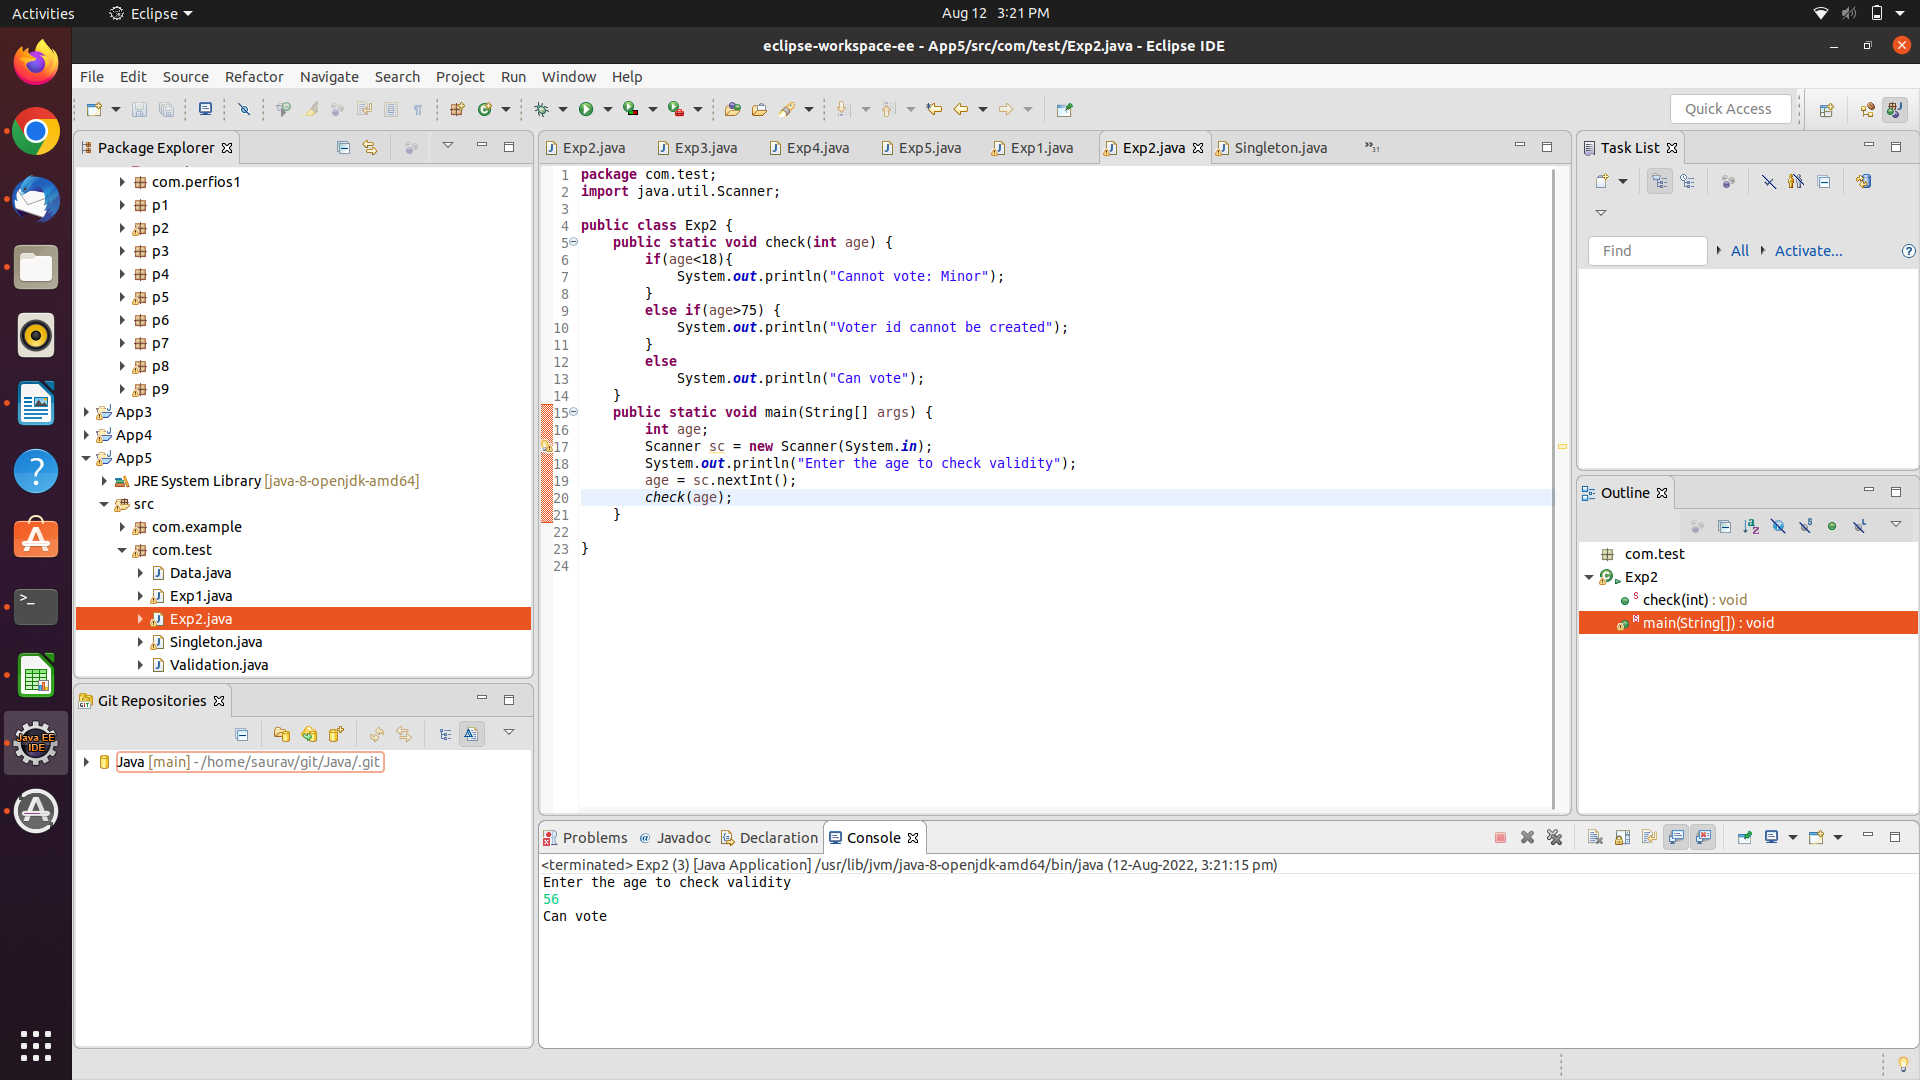 Activities
Eclipse
Aug 12 3:21 PM
eclipse-workspace-ee - App5/src/com/test/Exp2.java - Eclipse IDE
File Edit Source Refactor Navigate Search Project Run Window Help
Quick Access
Package Explorer
com.perfios1
p1
p2
p3
p4
p5
p6
p7
p8
p9
App3
App4
App5
JRE System Library [java-8-openjdk-amd64]
src
com.example
com.test
Data.java
Exp1.java
Exp2.java
Singleton.java
Validation.java
Git Repositories
Java [main] - /home/saurav/git/Java/.git
Java EE
IDE
Exp2.java Exp3.java Exp4.java Exp5.java Exp1.java Exp2.java Singleton.java »31
1 package com.test;
2 import java.util.Scanner;
3
4 public class Exp2 {
5 public static void check(int age) {
6 if(age<18){
7 System.out.println("Cannot vote: Minor");
8 }
9 else if(age>75) {
10 System.out.println("Voter id cannot be created");
11 }
12 else
13 System.out.println("Can vote");
14 }
15 public static void main(String[] args) {
16 int age;
17 Scanner sc = new Scanner(System.in);
18 System.out.println("Enter the age to check validity");
19 age = sc.nextInt();
20 check(age);
21 }
22
23 }
24
Problems Javadoc Declaration Console
<terminated> Exp2 (3) [Java Application] /usr/lib/jvm/java-8-openjdk-amd64/bin/java (12-Aug-2022, 3:21:15 pm)
Enter the age to check validity
56
Can vote
Task List
Find
All
Activate...
Outline
com.test
Exp2
check(int) : void
main(String[]) : void